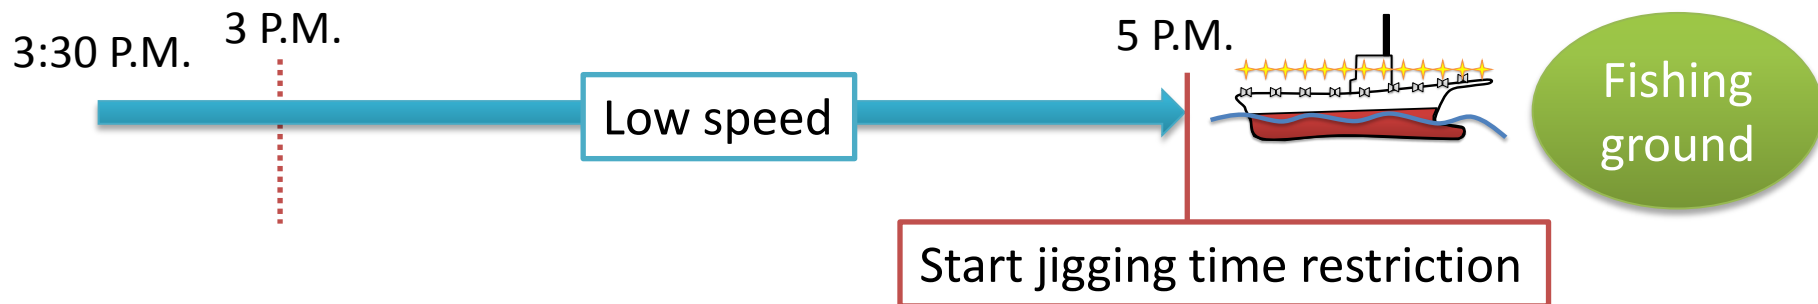 3:30 P.M.
3 P.M.
5 P.M.
Low speed
Fishing
ground
Start jigging time restriction